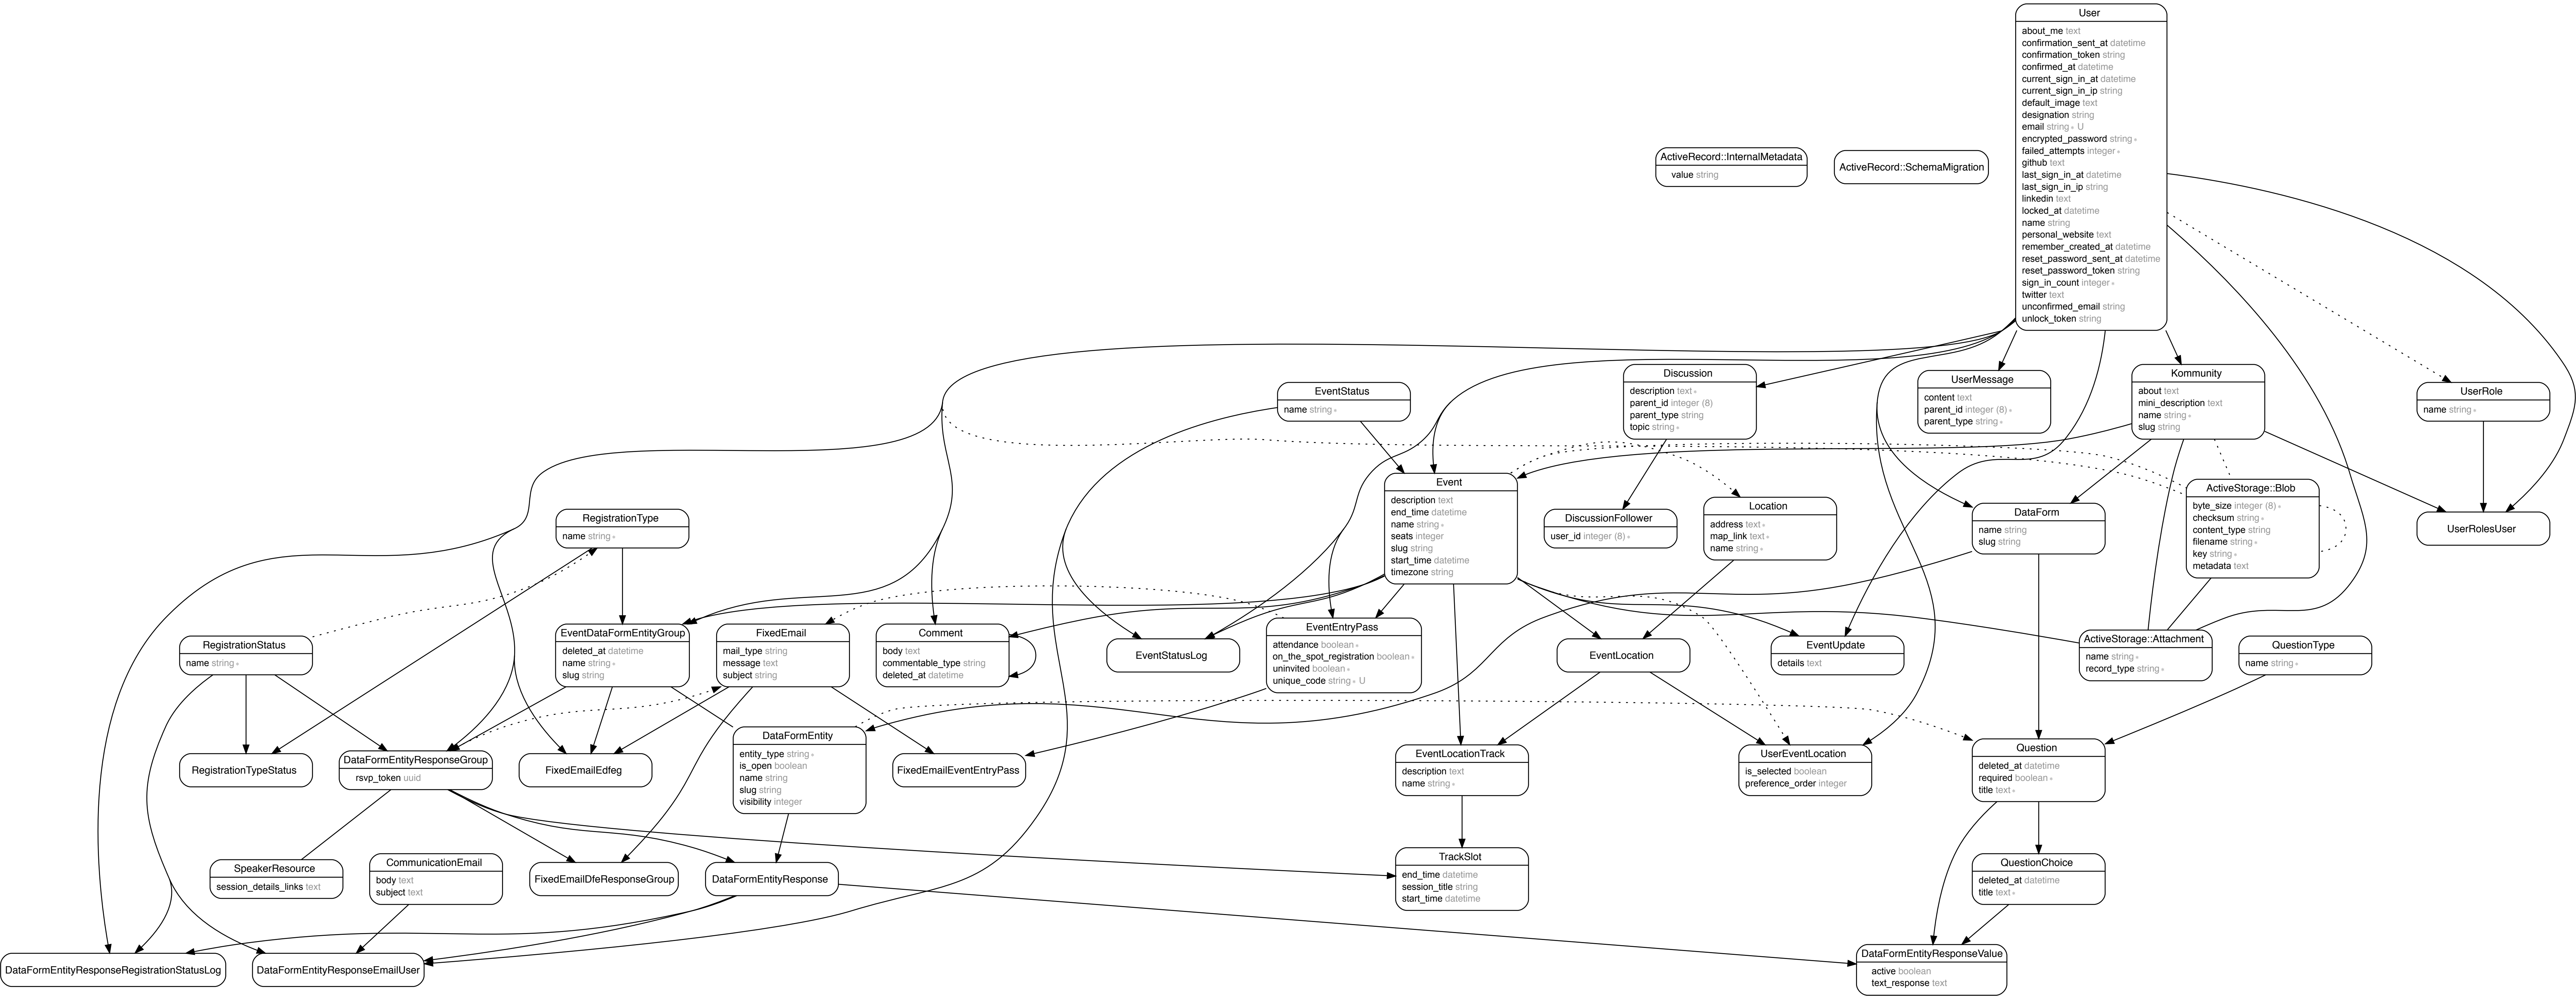 User
about_me text
confirmation_sent_at datetime
confirmation_token string
confirmed_at datetime
current_sign_in_at datetime
current_sign_in_ip string
default_image text
designation string
email string∗ U
encrypted_password string∗
failed_attempts integer∗
github text
last_sign_in_at datetime
last_sign_in_ip string
linkedin text
locked_at datetime
name string
personal_website text
remember_created_at datetime
reset_password_sent_at datetime
reset_password_token string
sign_in_count integer∗
twitter text
unconfirmed_email string
unlock_token string
ActiveRecord::InternalMetadata
value string
ActiveRecord::SchemaMigration
EventStatus
name string∗
Discussion
description text∗
parent_id integer (8)
parent_type string
topic string∗
UserMessage
content text
parent_id integer (8)∗
parent_type string∗
Kommunity
about text
mini_description text
name string∗
slug string
UserRole
name string∗
RegistrationType
name string∗
Event
description text
end_time datetime
name string∗
seats integer
slug string
start_time datetime
timezone string
DiscussionFollower
user_id integer (8)∗
Location
address text∗
map_link text∗
name string∗
DataForm
name string
slug string
ActiveStorage::Blob
byte_size integer (8)∗
checksum string∗
content_type string
filename string∗
key string∗
metadata text
UserRolesUser
RegistrationStatus
name string∗
EventDataFormEntityGroup
deleted_at datetime
name string∗
slug string
FixedEmail
mail_type string
message text
subject string
Comment
body text
commentable_type string
deleted_at datetime
EventStatusLog
EventEntryPass
attendance boolean∗
on_the_spot_registration boolean∗
uninvited boolean∗
unique_code string∗ U
EventLocation
EventUpdate
details text
ActiveStorage::Attachment
name string∗
record_type string∗
QuestionType
name string∗
RegistrationTypeStatus
DataFormEntityResponseGroup
rsvp_token uuid
FixedEmailEdfeg
DataFormEntity
entity_type string∗
is_open boolean
name string
slug string
visibility integer
FixedEmailEventEntryPass
EventLocationTrack
description text
name string∗
UserEventLocation
is_selected boolean
preference_order integer
Question
deleted_at datetime
required boolean∗
title text∗
SpeakerResource
session_details_links text
CommunicationEmail
body text
subject text
FixedEmailDfeResponseGroup
DataFormEntityResponse
TrackSlot
end_time datetime
session_title string
start_time datetime
QuestionChoice
deleted_at datetime
title text∗
DataFormEntityResponseRegistrationStatusLog
DataFormEntityResponseEmailUser
DataFormEntityResponseValue
active boolean
text_response text